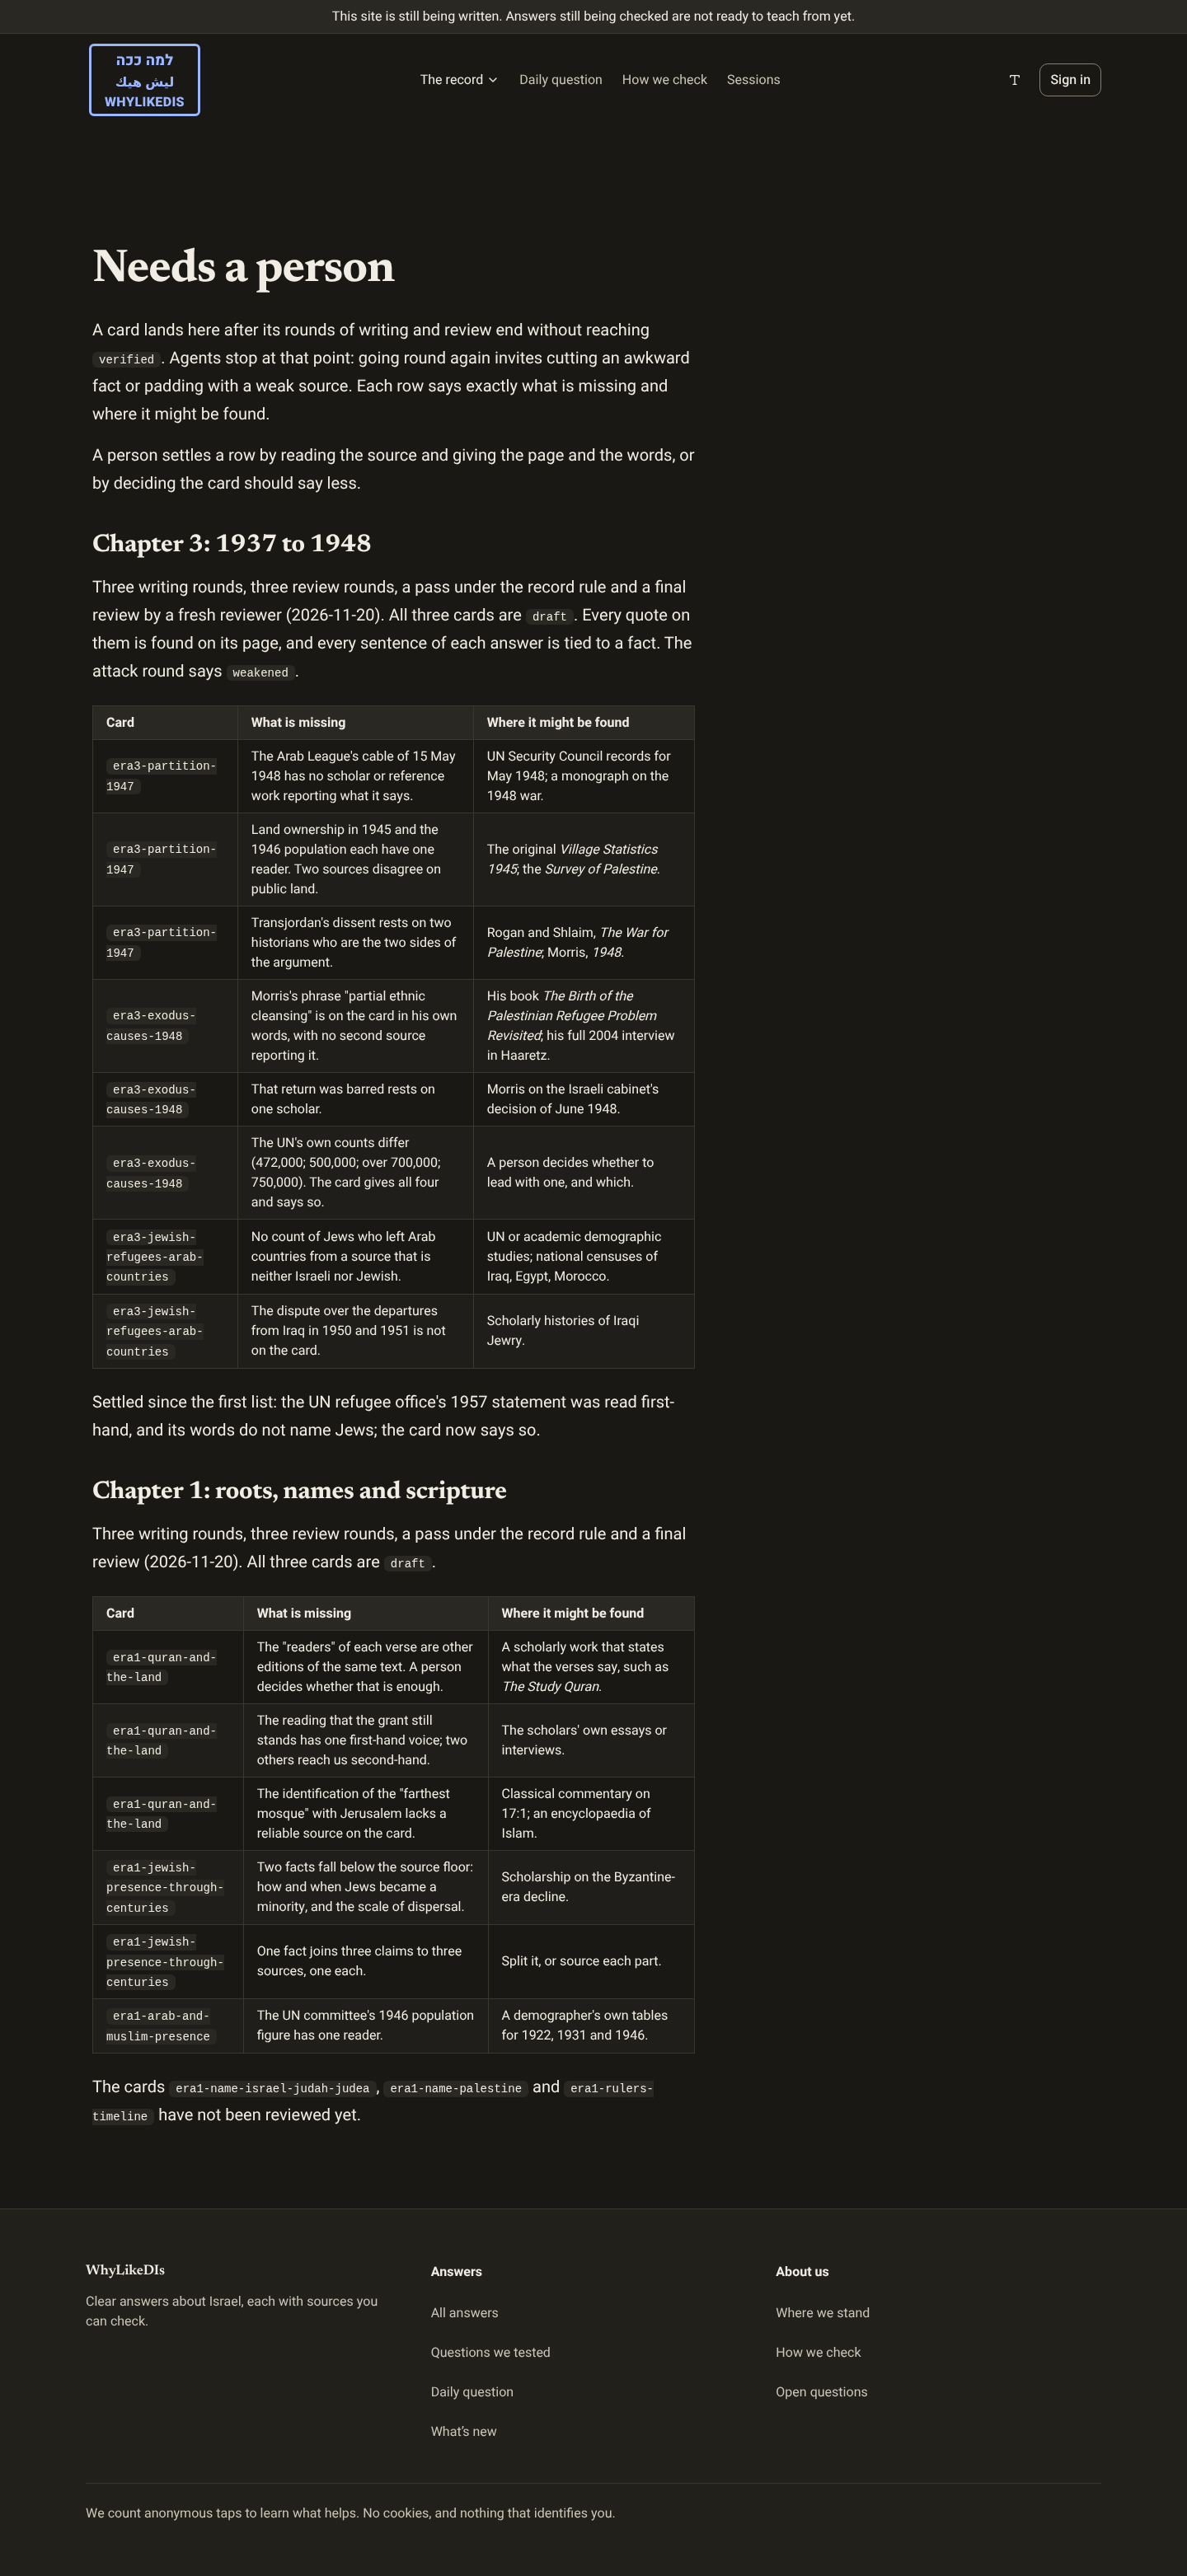 This site is still being written. Answers still being checked are not ready to teach from yet.
למה ככה
ليش هيك
WHYLIKEDIS
The record
Daily question
How we check
Sessions
T
Sign in
Needs a person
A card lands here after its rounds of writing and review end without reaching
verified. Agents stop at that point: going round again invites cutting an awkward
fact or padding with a weak source. Each row says exactly what is missing and
where it might be found.
A person settles a row by reading the source and giving the page and the words, or
by deciding the card should say less.
Chapter 3: 1937 to 1948
Three writing rounds, three review rounds, a pass under the record rule and a final
review by a fresh reviewer (2026-11-20). All three cards are draft. Every quote on
them is found on its page, and every sentence of each answer is tied to a fact. The
attack round says weakened.
Card
What is missing
Where it might be found
era3-partition-
1947
The Arab League's cable of 15 May
1948 has no scholar or reference
work reporting what it says.
UN Security Council records for
May 1948; a monograph on the
1948 war.
era3-partition-
1947
Land ownership in 1945 and the
1946 population each have one
reader. Two sources disagree on
public land.
The original Village Statistics
1945; the Survey of Palestine.
era3-partition-
1947
Transjordan's dissent rests on two
historians who are the two sides of
the argument.
Rogan and Shlaim, The War for
Palestine; Morris, 1948.
era3-exodus-
causes-1948
Morris's phrase "partial ethnic
cleansing" is on the card in his own
words, with no second source
reporting it.
His book The Birth of the
Palestinian Refugee Problem
Revisited; his full 2004 interview
in Haaretz.
era3-exodus-
causes-1948
That return was barred rests on
one scholar.
Morris on the Israeli cabinet's
decision of June 1948.
era3-exodus-
causes-1948
The UN's own counts differ
(472,000; 500,000; over 700,000;
750,000). The card gives all four
and says so.
A person decides whether to
lead with one, and which.
era3-jewish-
refugees-arab-
countries
No count of Jews who left Arab
countries from a source that is
neither Israeli nor Jewish.
UN or academic demographic
studies; national censuses of
Iraq, Egypt, Morocco.
era3-jewish-
refugees-arab-
countries
The dispute over the departures
from Iraq in 1950 and 1951 is not
on the card.
Scholarly histories of Iraqi
Jewry.
Settled since the first list: the UN refugee office's 1957 statement was read first-
hand, and its words do not name Jews; the card now says so.
Chapter 1: roots, names and scripture
Three writing rounds, three review rounds, a pass under the record rule and a final
review (2026-11-20). All three cards are draft.
Card
What is missing
Where it might be found
era1-quran-and-
the-land
The "readers" of each verse are other
editions of the same text. A person
decides whether that is enough.
A scholarly work that states
what the verses say, such as
The Study Quran.
era1-quran-and-
the-land
The reading that the grant still
stands has one first-hand voice; two
others reach us second-hand.
The scholars' own essays or
interviews.
era1-quran-and-
the-land
The identification of the "farthest
mosque" with Jerusalem lacks a
reliable source on the card.
Classical commentary on
17:1; an encyclopaedia of
Islam.
era1-jewish-
presence-through-
centuries
Two facts fall below the source floor:
how and when Jews became a
minority, and the scale of dispersal.
Scholarship on the Byzantine-
era decline.
era1-jewish-
presence-through-
centuries
One fact joins three claims to three
sources, one each.
Split it, or source each part.
era1-arab-and-
muslim-presence
The UN committee's 1946 population
figure has one reader.
A demographer's own tables
for 1922, 1931 and 1946.
The cards era1-name-israel-judah-judea, era1-name-palestine and era1-rulers-
timeline have not been reviewed yet.
WhyLikeDIs
Clear answers about Israel, each with sources you
can check.
Answers
All answers
Questions we tested
Daily question
What's new
About us
Where we stand
How we check
Open questions
We count anonymous taps to learn what helps. No cookies, and nothing that identifies you.